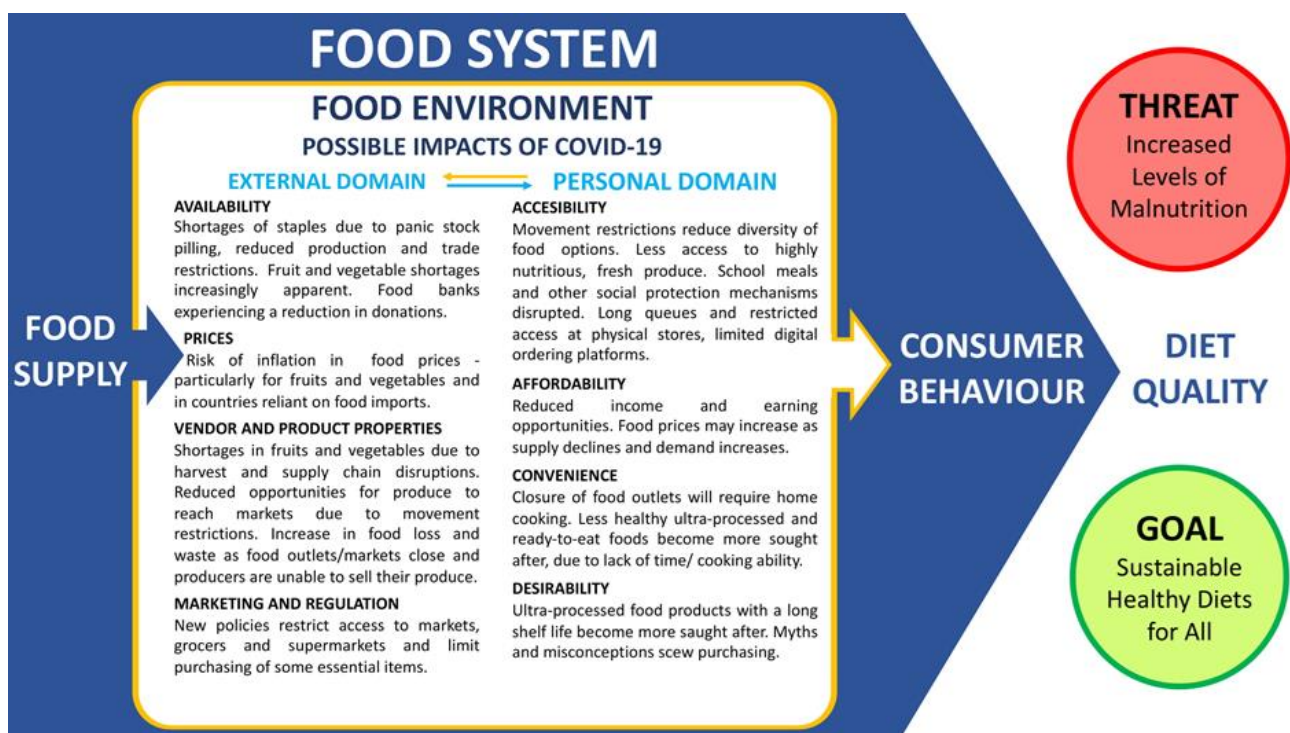 FOOD SYSTEM
FOOD ENVIRONMENT
POSSIBLE IMPACTS OF COVID-19
EXTERNAL DOMAIN
PERSONAL DOMAIN
AVAILABILITY
Shortages of staples due to panic stock
pilling, reduced production and trade
restrictions. Fruit and vegetable shortages
increasingly apparent. Food banks
experiencing a reduction in donations.
PRICES
Risk of inflation in food prices -
particularly for fruits and vegetables and
in countries reliant on food imports.
VENDOR AND PRODUCT PROPERTIES
Shortages in fruits and vegetables due to
harvest and supply chain disruptions.
Reduced opportunities for produce to
reach markets due to movement
restrictions. Increase in food loss and
waste as food outlets/markets close and
producers are unable to sell their produce.
MARKETING AND REGULATION
New policies restrict access to markets,
grocers and supermarkets and limit
purchasing of some essential items.
ACCESIBILITY
Movement restrictions reduce diversity of
food options. Less access to highly
nutritious, fresh produce. School meals
and other social protection mechanisms
disrupted. Long queues and restricted
access at physical stores, limited digital
ordering platforms.
AFFORDABILITY
Reduced income and earning
opportunities. Food prices may increase as
supply declines and demand increases.
CONVENIENCE
Closure of food outlets will require home
cooking. Less healthy ultra-processed and
ready-to-eat foods become more sought
after, due to lack of time/ cooking ability.
DESIRABILITY
Ultra-processed food products with a long
shelf life become more saught after. Myths
and misconceptions scew purchasing.
FOOD
SUPPLY
CONSUMER
BEHAVIOUR
THREAT
Increased
Levels of
Malnutrition
DIET
QUALITY
GOAL
Sustainable
Healthy Diets
for All